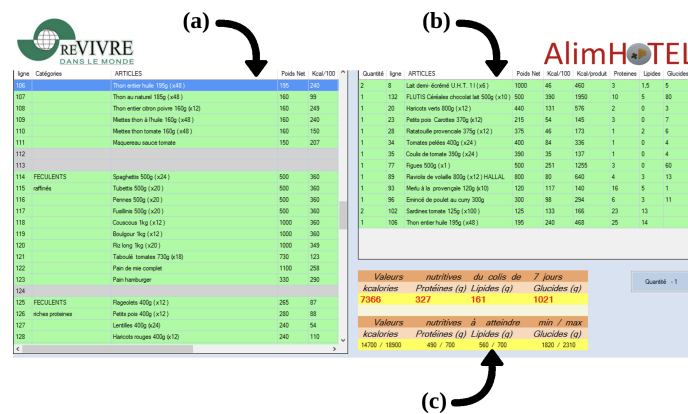 (a)
(b)
REVIVRE
DANS LE MONDE
AlimHOTEL
ligne Catégories ARTICLES Poids Net Kcal/100
106 Thon entier huile 195g (x48) 195 240
107 Thon au naturel 185g (x48) 160 99
108 Thon entier citron poivre 160g (x12) 160 249
109 Miettes thon à l'huile 160g (x48) 160 240
110 Miettes thon tomate 160g (x48) 160 150
111 Maquereau sauce tomate 150 207
112
113
114 FECULENTS Spaghettis 500g (x20) 500 360
115 raffinés Tubettis 500g (x20) 500 360
116 Pennes 500g (x20) 500 360
117 Fusillinis 500g (x20) 500 360
118 Couscous 1kg (x12) 1000 360
119 Boulgour 1kg (x12) 1000 360
120 Riz long 1kg (x20) 1000 349
121 Taboulé tomates 730g (x18) 730 123
122 Pain de mie complet 1100 258
123 Pain hamburger 330 290
124
125 FECULENTS Flageolets 400g (x12) 265 87
126 riches proteines Petits pois 400g (x12) 280 88
127 Lentilles 400g (x24) 240 54
128 Haricots rouges 400g (x12) 240 110
Quantité ligne ARTICLES Poids Net Kcal/100 Kcal/produit Proteines Lipides Glucides
2 8 Lait demi-écrémé U.H.T. 1 l (x6) 1000 46 460 3 1,5 5
1 132 FLUTIS Céréales chocolat lait 500g (x10) 500 390 1950 10 5 80
1 20 Haricots verts 800g (x12) 440 131 576 2 0 3
1 23 Petits pois Carottes 370g (x12) 215 54 145 3 0 7
1 28 Ratatouille provencale 375g (x12) 375 46 173 1 2 6
1 34 Tomates pelées 400g (x24) 400 84 336 1 0 4
1 35 Coulis de tomate 390g (x24) 390 35 137 1 0 4
1 77 Figues 500g (x1) 500 251 1255 3 0 60
1 89 Raviolis de volaille 800g (x12) HALLAL 800 80 640 4 3 13
1 93 Merlu à la provençale 120g (x10) 120 117 140 16 5 1
1 96 Emincé de poulet au curry 300g 300 98 294 6 3 11
2 102 Sardines tomate 125g (x100) 125 133 166 23 13
1 106 Thon entier huile 195g (x48) 195 240 468 25 14
Valeurs nutritives du colis de 7 jours
kcalories Protéines (g) Lipides (g) Glucides (g)
7366 327 161 1021
Quantité - 1
Valeurs nutritives à atteindre min / max
kcalories Protéines (g) Lipides (g) Glucides (g)
14700 / 18900 490 / 700 560 / 700 1820 / 2310
(c)